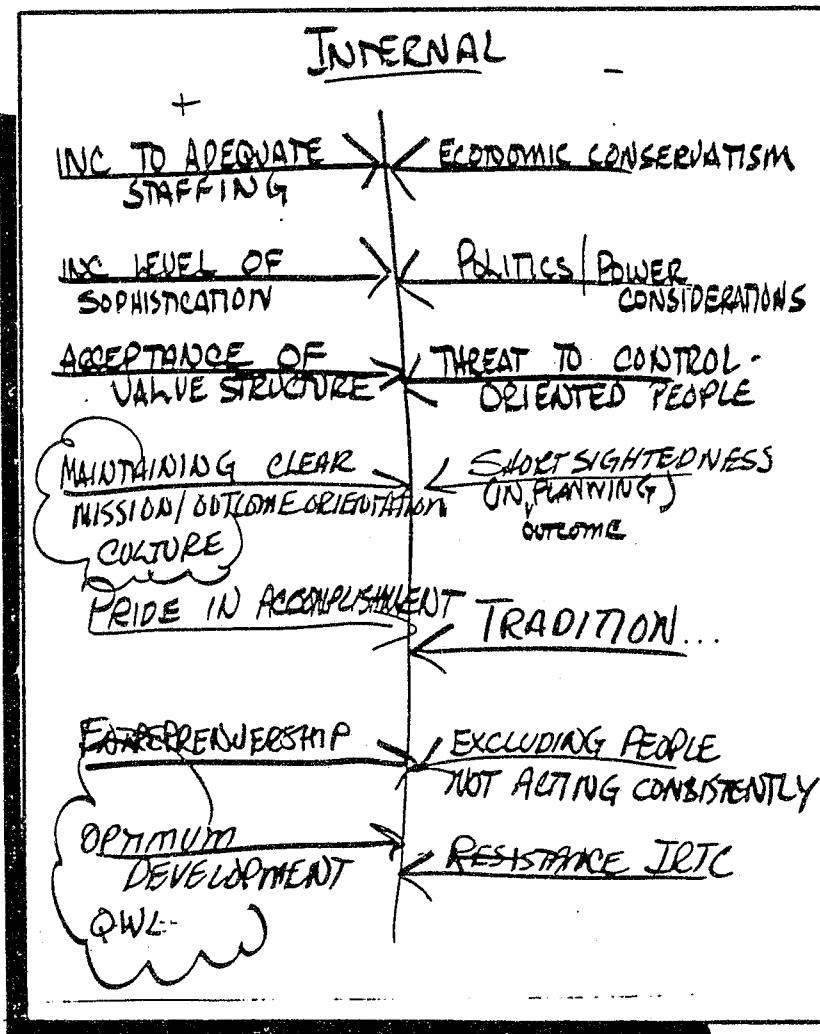 INTERNAL
+ -
INC TO ADEQUATE
STAFFING
ECONOMIC CONSERVATISM
INC LEVEL OF
SOPHISTICATION
POLITICS/POWER
CONSIDERATIONS
ACCEPTANCE OF
VALUE STRUCTURE
THREAT TO CONTROL-
ORIENTED PEOPLE
MAINTAINING CLEAR
MISSION/OUTCOME ORIENTATION
CULTURE
SHORTSIGHTEDNESS
(IN PLANNING)
OUTCOME
PRIDE IN ACCOMPLISHMENT
TRADITION...
ENTREPRENUERSHIP
EXCLUDING PEOPLE
NOT ACTING CONSISTENTLY
OPTIMUM
DEVELOPMENT
QWL--
RESISTANCE IRTC